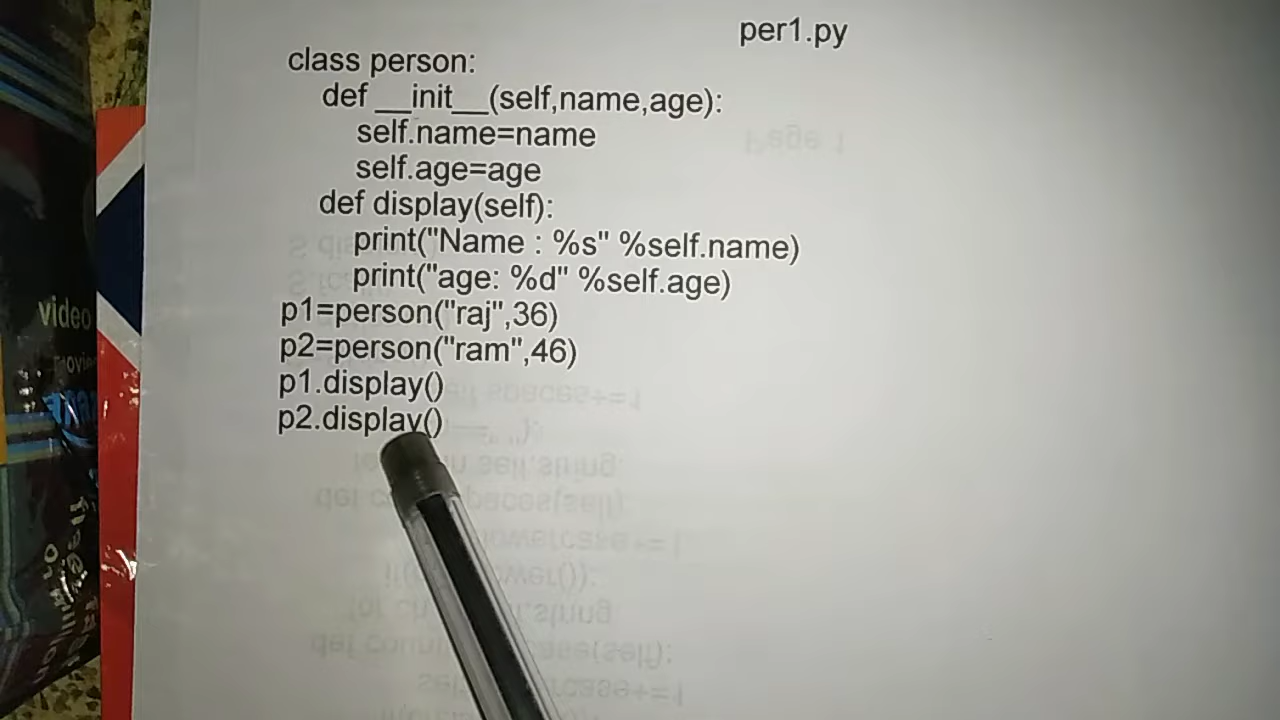 per1.py
class person:
def __init__(self,name,age):
self.name=name
self.age=age
def display(self):
print("Name : %s" %self.name)
print("age: %d" %self.age)
p1=person("raj",36)
p2=person("ram",46)
p1.display()
p2.display()
video